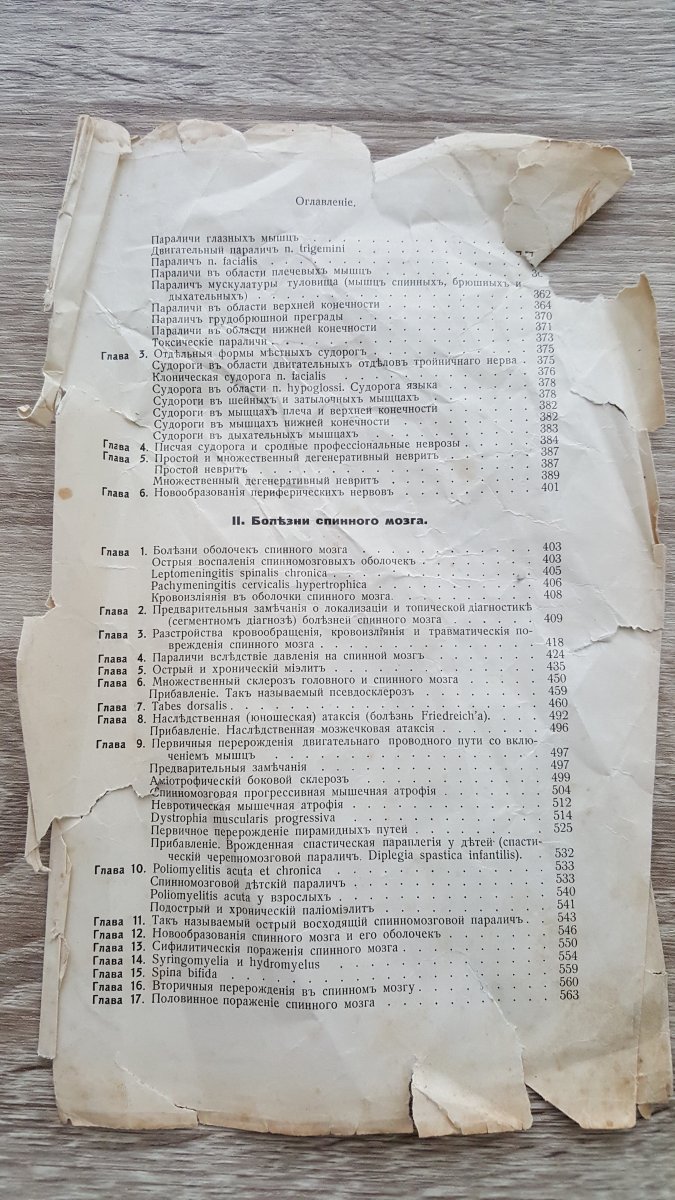 Оглавленіе.
Параличи глазныхъ мышцъ
Двигательный параличъ n. trigemini
Параличъ n. facialis
Параличи въ области плечевыхъ мышцъ
Параличъ мускулатуры туловища (мышцъ спинныхъ, брюшныхъ и
дыхательныхъ) 362
Параличи въ области верхней конечности 364
Параличъ грудобрюшной преграды 370
Параличи въ области нижней конечности 371
Токсическіе параличи 373
Глава 3. Отдѣльныя формы мѣстныхъ судорогъ 375
Судороги въ области двигательныхъ отдѣловъ тройничнаго нерва 375
Клоническая судорога n. facialis 376
Судорога въ области n. hypoglossi. Судорога языка 378
Судороги въ шейныхъ и затылочныхъ мышцахъ 378
Судороги въ мышцахъ плеча и верхней конечности 382
Судороги въ мышцахъ нижней конечности 382
Судороги въ дыхательныхъ мышцахъ 383
Глава 4. Писчая судорога и сродные профессіональные неврозы 384
Глава 5. Простой и множественный дегенеративный невритъ 387
Простой невритъ 387
Множественный дегенеративный невритъ 389
Глава 6. Новообразованія периферическихъ нервовъ 401
II. Болѣзни спинного мозга.
Глава 1. Болѣзни оболочекъ спинного мозга 403
Острыя воспаленія спинномозговыхъ оболочекъ 403
Leptomeningitis spinalis chronica 405
Pachymeningitis cervicalis hypertrophica 406
Кровоизліянія въ оболочки спинного мозга 408
Глава 2. Предварительныя замѣчанія о локализаціи и топической діагностикѣ
(сегментномъ діагнозѣ) болѣзней спинного мозга 409
Глава 3. Разстройства кровообращенія, кровоизліянія и травматическія по-
врежденія спинного мозга 418
Глава 4. Параличи вслѣдствіе давленія на спинной мозгъ 424
Глава 5. Острый и хроническій міэлитъ 435
Глава 6. Множественный склерозъ головного и спинного мозга 450
Прибавленіе. Такъ называемый псевдосклерозъ 459
Глава 7. Tabes dorsalis 460
Глава 8. Наслѣдственная (юношеская) атаксія (болѣзнь Friedreich'a). 492
Прибавленіе. Наслѣдственная мозжечковая атаксія 496
Глава 9. Первичныя перерожденія двигательнаго проводного пути со вклю-
ченіемъ мышцъ 497
Предварительныя замѣчанія 497
Аміотрофическій боковой склерозъ 499
Спинномозговая прогрессивная мышечная атрофія 504
Невротическая мышечная атрофія 512
Dystrophia muscularis progressiva 514
Первичное перерожденіе пирамидныхъ путей 525
Прибавленіе. Врожденная спастическая параплегія у дѣтей (спасти-
ческій черепномозговой параличъ. Diplegia spastica infantilis). 532
Глава 10. Poliomyelitis acuta et chronica 533
Спинномозговой дѣтскій параличъ 533
Poliomyelitis acuta у взрослыхъ 540
Подострый и хроническій паліоміэлитъ 541
Глава 11. Такъ называемый острый восходящій спинномозговой параличъ. 543
Глава 12. Новообразованія спинного мозга и его оболочекъ 546
Глава 13. Сифилитическія пораженія спинного мозга 550
Глава 14. Syringomyelia и hydromyelus 554
Глава 15. Spina bifida 559
Глава 16. Вторичныя перерожденія въ спинномъ мозгу 560
Глава 17. Половинное пораженіе спинного мозга 563